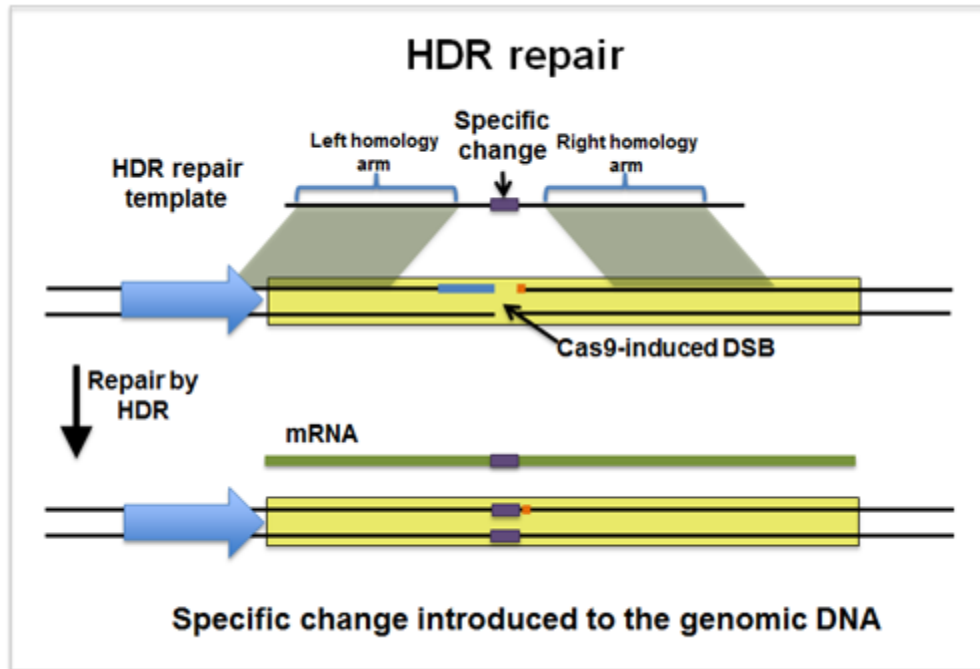 HDR repair
Specific
change
Left homology
arm
Right homology
arm
HDR repair
template
Cas9-induced DSB
Repair by
HDR
mRNA
Specific change introduced to the genomic DNA